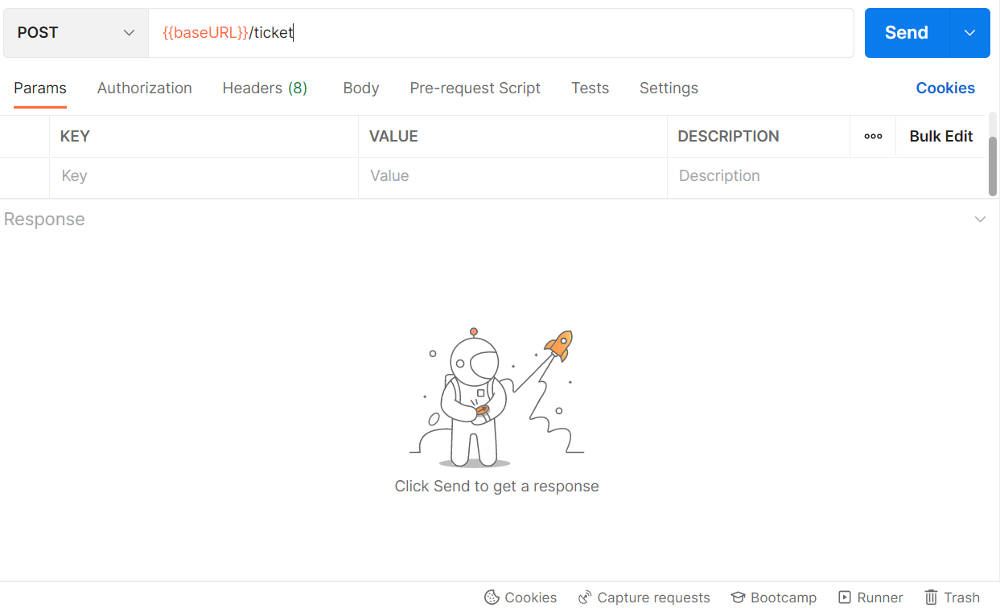 POST {{baseURL}}/ticket Send
Params Authorization Headers (8) Body Pre-request Script Tests Settings Cookies
KEY VALUE DESCRIPTION Bulk Edit
Key Value Description
Response
Click Send to get a response
Cookies Capture requests Bootcamp Runner Trash